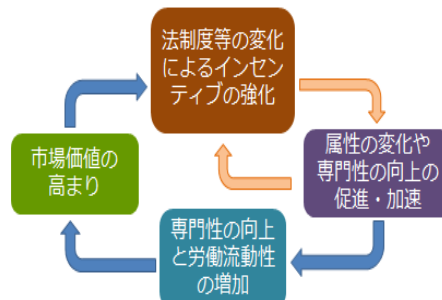 法制度等の変化
によるインセン
ティブの強化
属性の変化や
専門性の向上の
促進・加速
専門性の向上
と労働流動性
の増加
市場価値の
高まり